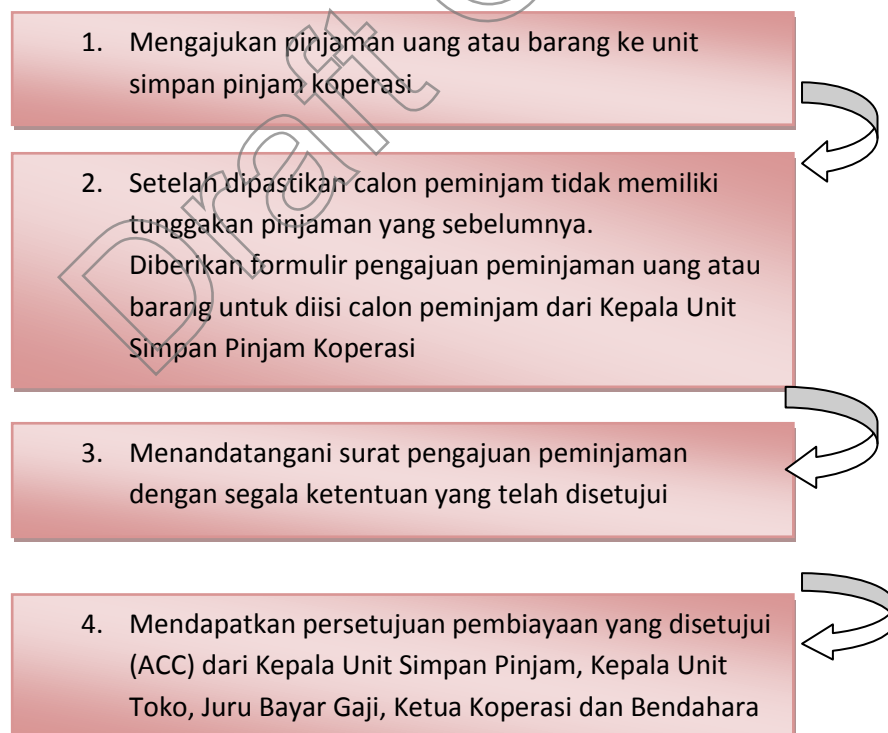 1. Mengajukan pinjaman uang atau barang ke unit
simpan pinjam koperasi
2. Setelah dipastikan calon peminjam tidak memiliki
tunggakan pinjaman yang sebelumnya.
Diberikan formulir pengajuan peminjaman uang atau
barang untuk diisi calon peminjam dari Kepala Unit
Simpan Pinjam Koperasi
3. Menandatangani surat pengajuan peminjaman
dengan segala ketentuan yang telah disetujui
4. Mendapatkan persetujuan pembiayaan yang disetujui
(ACC) dari Kepala Unit Simpan Pinjam, Kepala Unit
Toko, Juru Bayar Gaji, Ketua Koperasi dan Bendahara
Draft